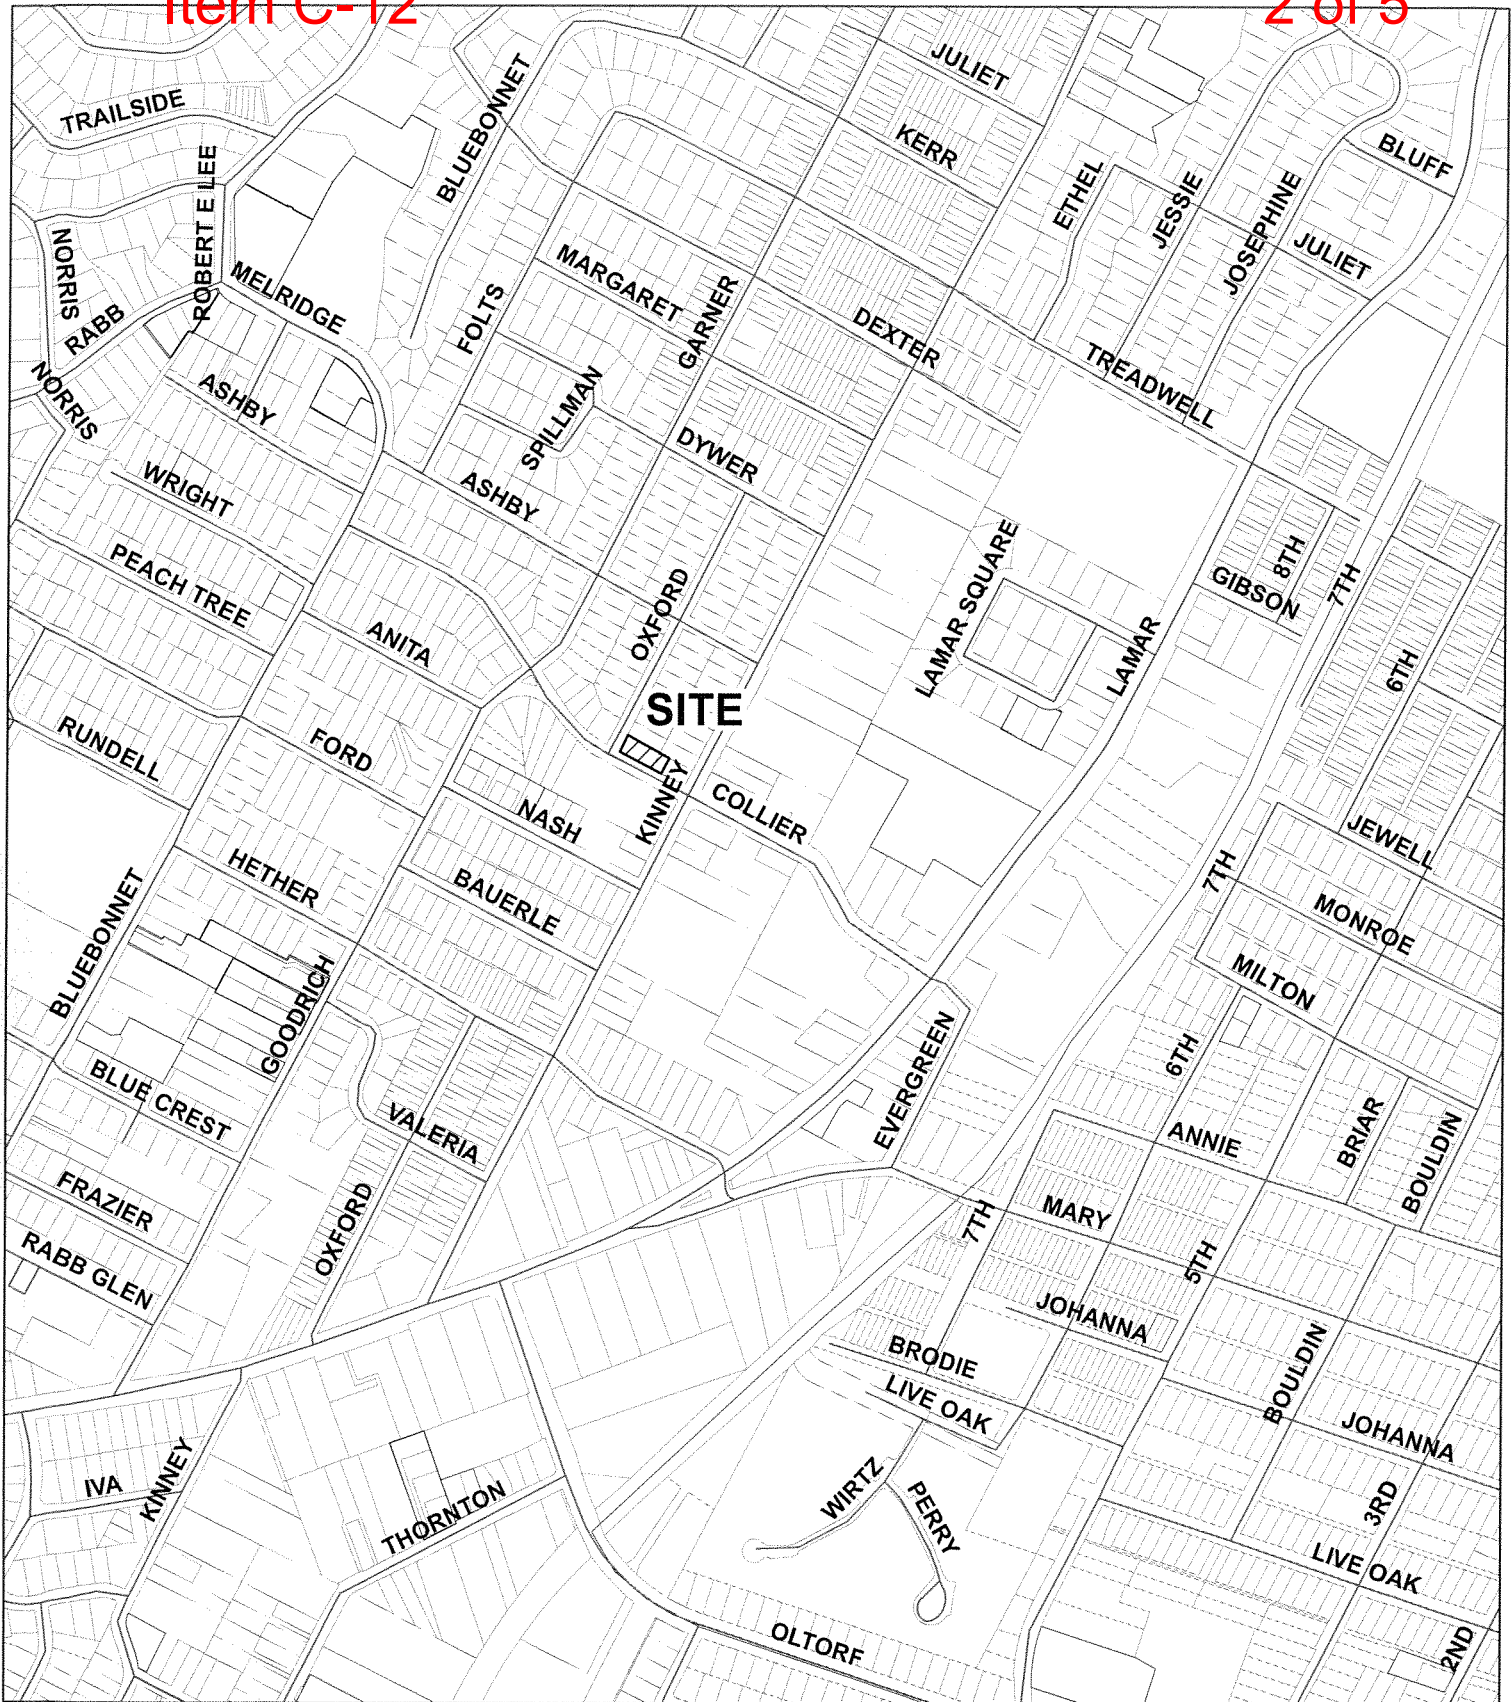 Item C-12
2 of 5
JULIET
BLUEBONNET
TRAILSIDE
KERR
BLUFF
ROBERT E LEE
ETHEL
JESSIE
JOSEPHINE
JULIET
NORRIS
MELRIDGE
MARGARET
GARNER
RABB
FOLTS
DEXTER
TREADWELL
NORRIS
ASHBY
SPILLMAN
DYWER
WRIGHT
ASHBY
LAMAR SQUARE
8TH
7TH
GIBSON
PEACH TREE
OXFORD
ANITA
LAMAR
6TH
SITE
RUNDELL
FORD
KINNEY
COLLIER
NASH
JEWELL
HETHER
BAUERLE
7TH
MONROE
BLUEBONNET
MILTON
GOODRICH
EVERGREEN
6TH
BLUE CREST
VALERIA
ANNIE
BRIAR
BOULDIN
FRAZIER
OXFORD
7TH
MARY
RABB GLEN
5TH
JOHANNA
BRODIE
BOULDIN
LIVE OAK
JOHANNA
IVA
KINNEY
THORNTON
WIRTZ
PERRY
3RD
LIVE OAK
OLTORF
2ND